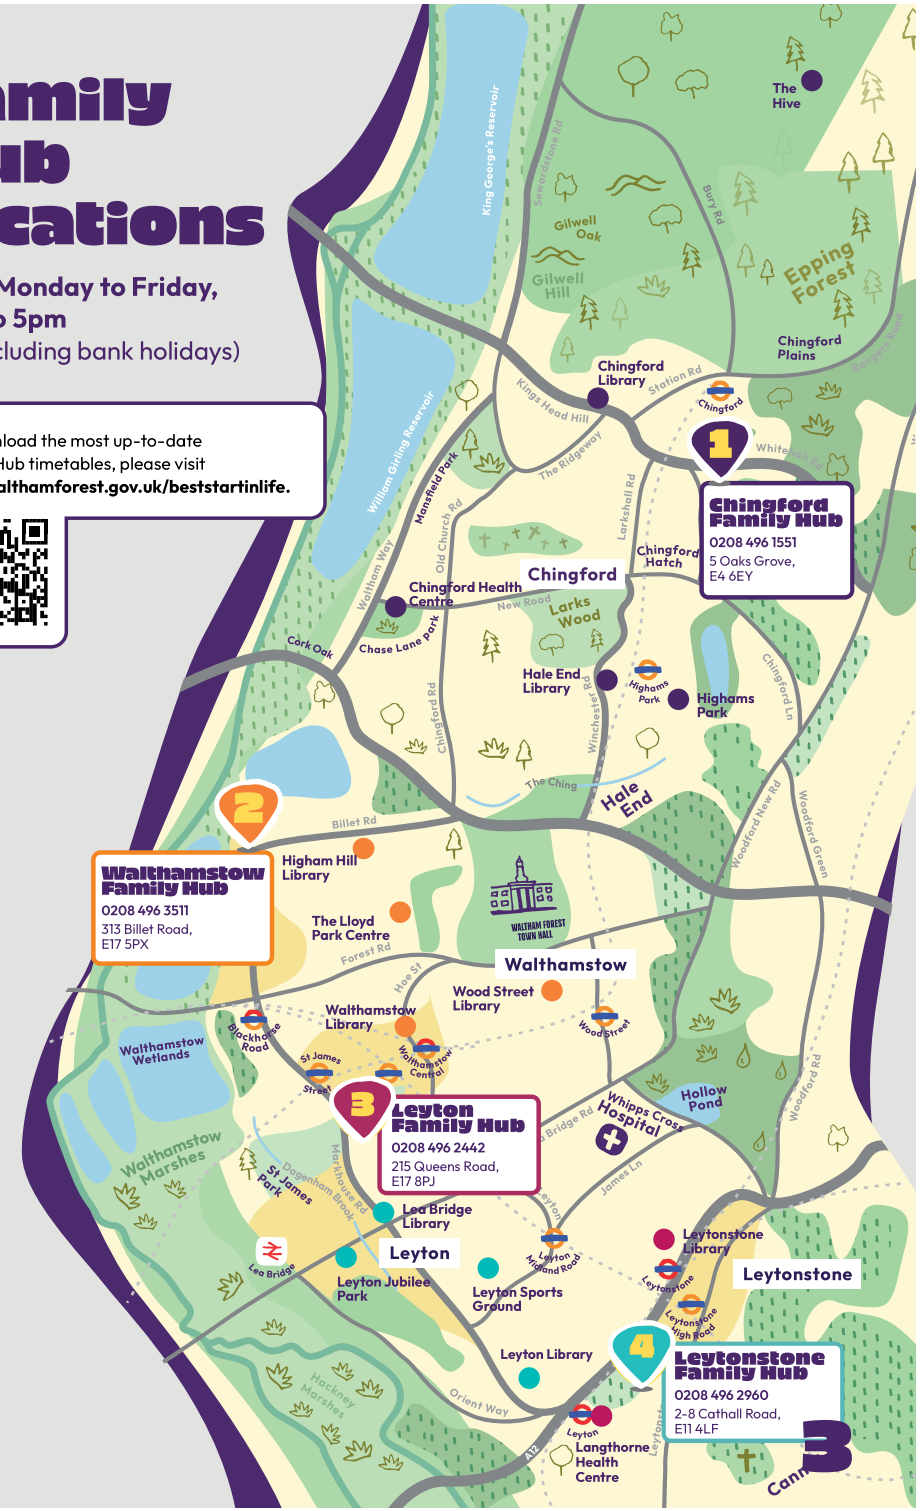 amily
ub
cations
Monday to Friday,
5pm
cluding bank holidays)
nload the most up-to-date
Hub timetables, please visit
althamforest.gov.uk/beststartinlife.
King George's Reservoir
Sewardstone Rd
The
Hive
Bury Rd
Gilwell
Oak
Gilwell
Hill
Epping
Forest
Chingford
Plains
Rangers Road
William Girling Reservoir
Chingford
Library
Station Rd
Chingford
Kings Head Hill
The Ridgeway
Whitehall Rd
1
Chingford
Family Hub
0208 496 1551
5 Oaks Grove,
E4 6EY
Mansfield Park
Old Church Rd
Larkshall Rd
Waltham Way
Chingford
Hatch
Chingford
Chingford Health
Centre
New Road
Larks
Wood
Chase Lane Park
Cork Oak
Hale End
Library
Highams
Park
Highams
Park
Chingford Ln
Chingford Rd
Winchester Rd
The Ching
Hale
End
Woodford New Rd
Woodford Green
2
Walthamstow
Family Hub
0208 496 3511
313 Billet Road,
E17 5PX
Billet Rd
Higham Hill
Library
The Lloyd
Park Centre
Forest Rd
WALTHAM FOREST
TOWN HALL
Walthamstow
Hoe St
Wood Street
Library
Walthamstow
Library
Wood Street
Blackhorse
Road
Walthamstow
Central
St James
Street
Walthamstow
Wetlands
Walthamstow
Marshes
3
Leyton
Family Hub
0208 496 2442
215 Queens Road,
E17 8PJ
Whipps Cross
Hospital
Hollow
Pond
Woodford Rd
a Bridge Rd
James Ln
St James
Park
Dagenham Brook
Markhouse Rd
Lea Bridge
Library
Leyton
Leyton
Lea Bridge
Leyton Jubilee
Park
Leyton
Midland Road
Leyton Sports
Ground
Leytonstone
Library
Leytonstone
Leytonstone
Leytonstone
High Road
4
Leytonstone
Family Hub
0208 496 2960
2-8 Cathall Road,
E11 4LF
Leyton Library
Hackney
Marshes
Orient Way
A12
Leyton
Langthorne
Health
Centre
Leytons
Cann
3